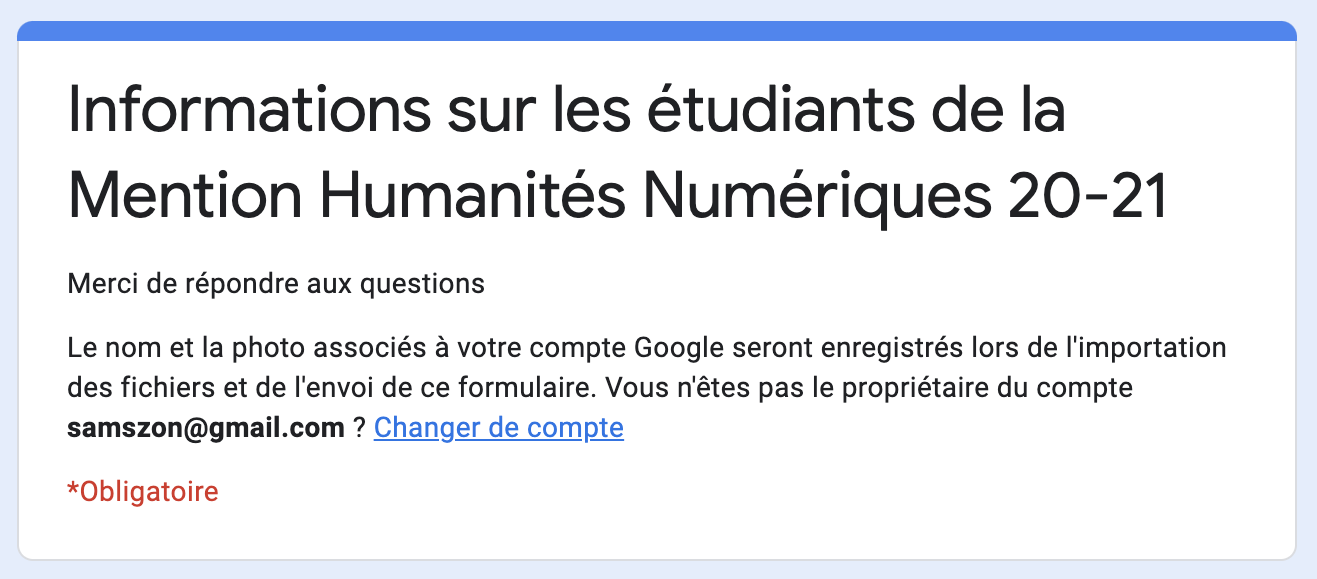 Informations sur les étudiants de la
Mention Humanités Numériques 20-21
Merci de répondre aux questions
Le nom et la photo associés à votre compte Google seront enregistrés lors de l'importation
des fichiers et de l'envoi de ce formulaire. Vous n'êtes pas le propriétaire du compte
samszon@gmail.com ? Changer de compte
*Obligatoire